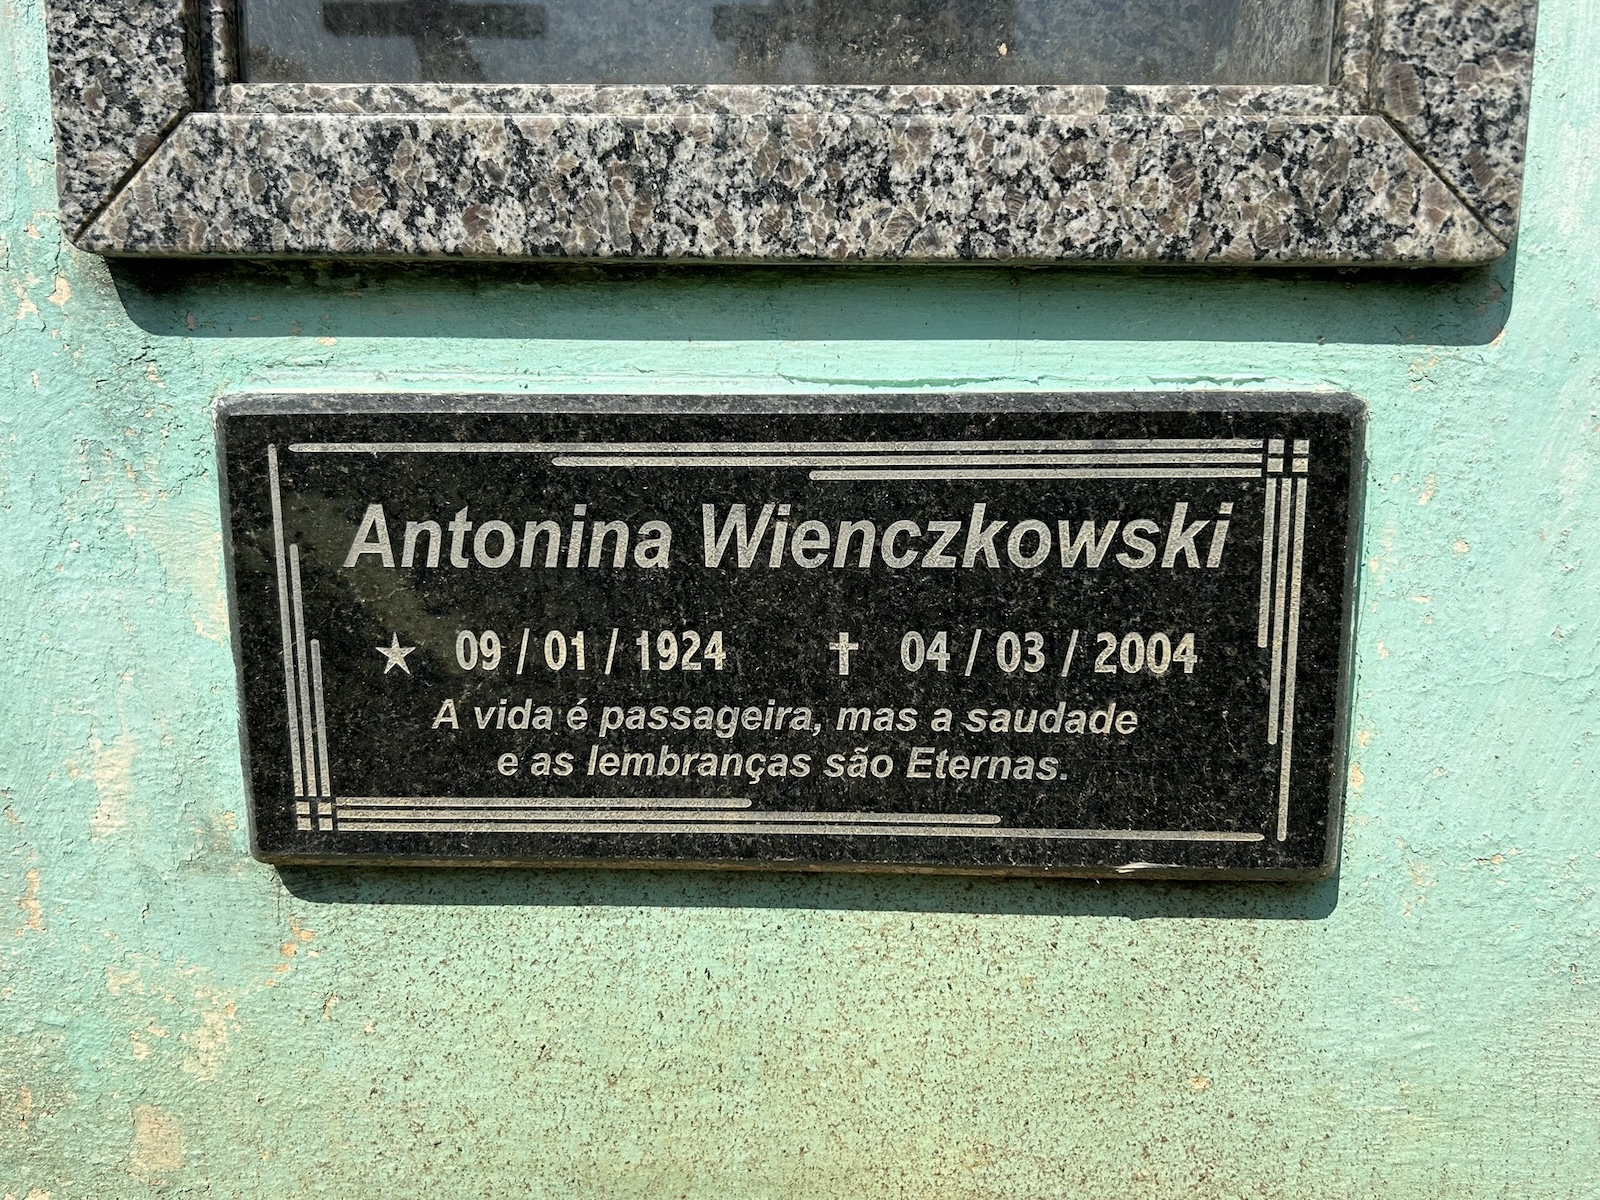 Antonina Wienczkowski
★ 09 / 01 / 1924 ✝ 04 / 03 / 2004
A vida é passageira, mas a saudade
e as lembranças são Eternas.